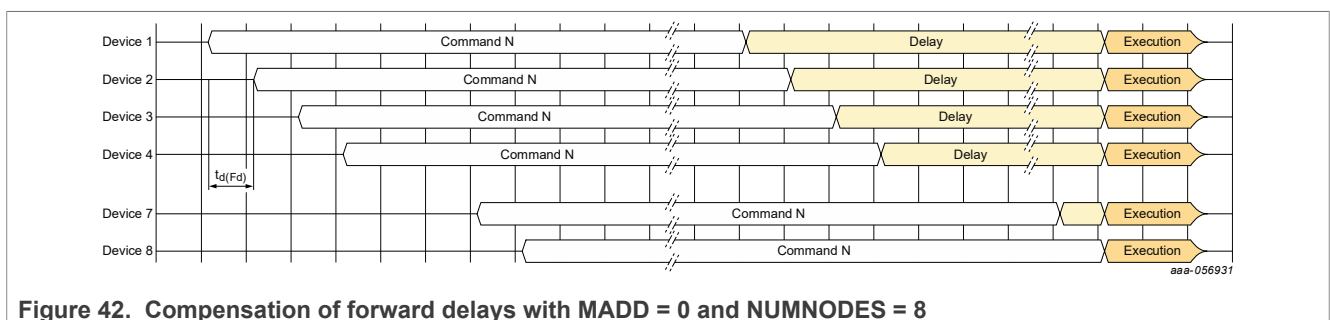 Device 1 Command N Delay Execution
Device 2 Command N Delay Execution
Device 3 Command N Delay Execution
Device 4 Command N Delay Execution
td(Fd)
Device 7 Command N Execution
Device 8 Command N Execution
aaa-056931
Figure 42. Compensation of forward delays with MADD = 0 and NUMNODES = 8